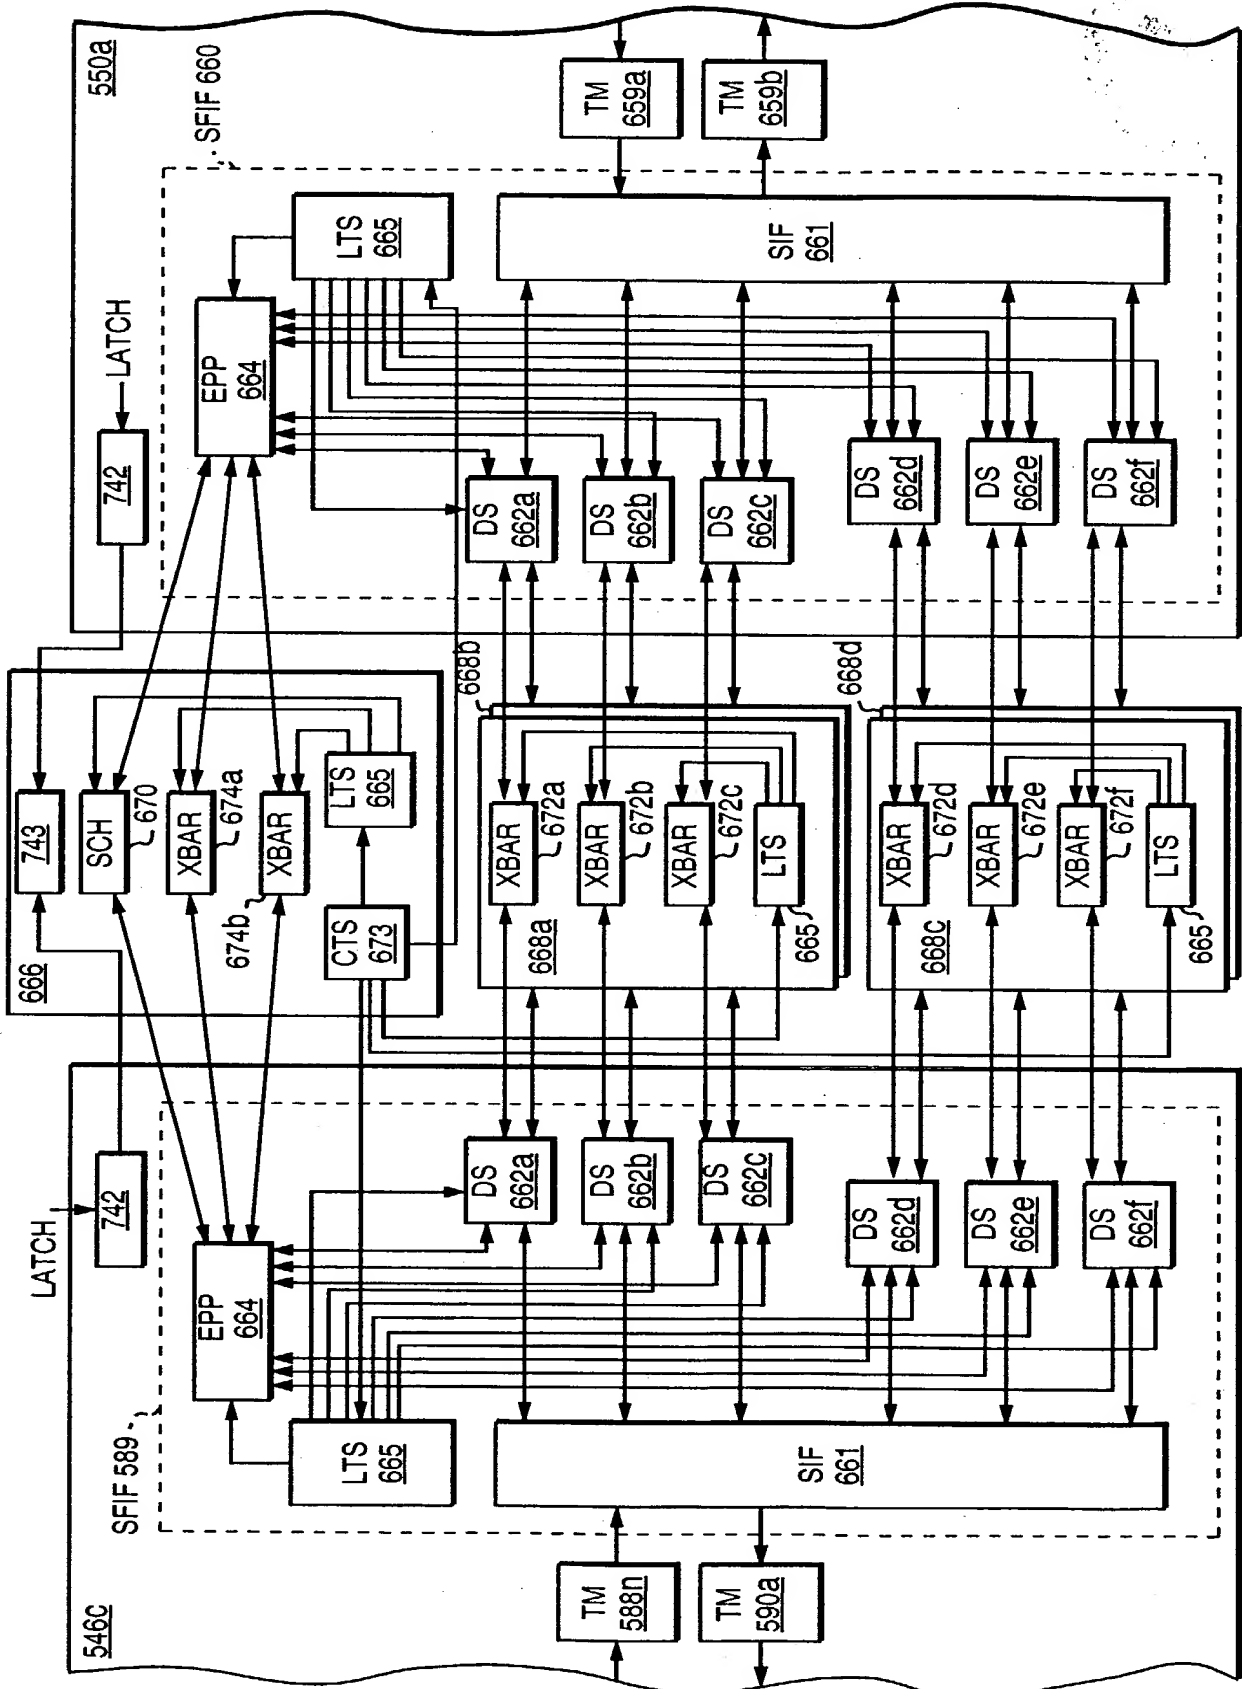 546c
LATCH
742
SFIF 589
EPP
664
LTS
665
TM
588n
TM
590a
SIF
661
DS
662a
DS
662b
DS
662c
DS
662d
DS
662e
DS
662f
666
743
SCH
670
XBAR
674a
XBAR
674b
LTS
665
CTS
673
668a
668b
XBAR
672a
XBAR
672b
XBAR
672c
LTS
665
668c
668d
XBAR
672d
XBAR
672e
XBAR
672f
LTS
665
550a
SFIF 660
LATCH
742
EPP
664
LTS
665
DS
662a
DS
662b
DS
662c
DS
662d
DS
662e
DS
662f
SIF
661
TM
659a
TM
659b